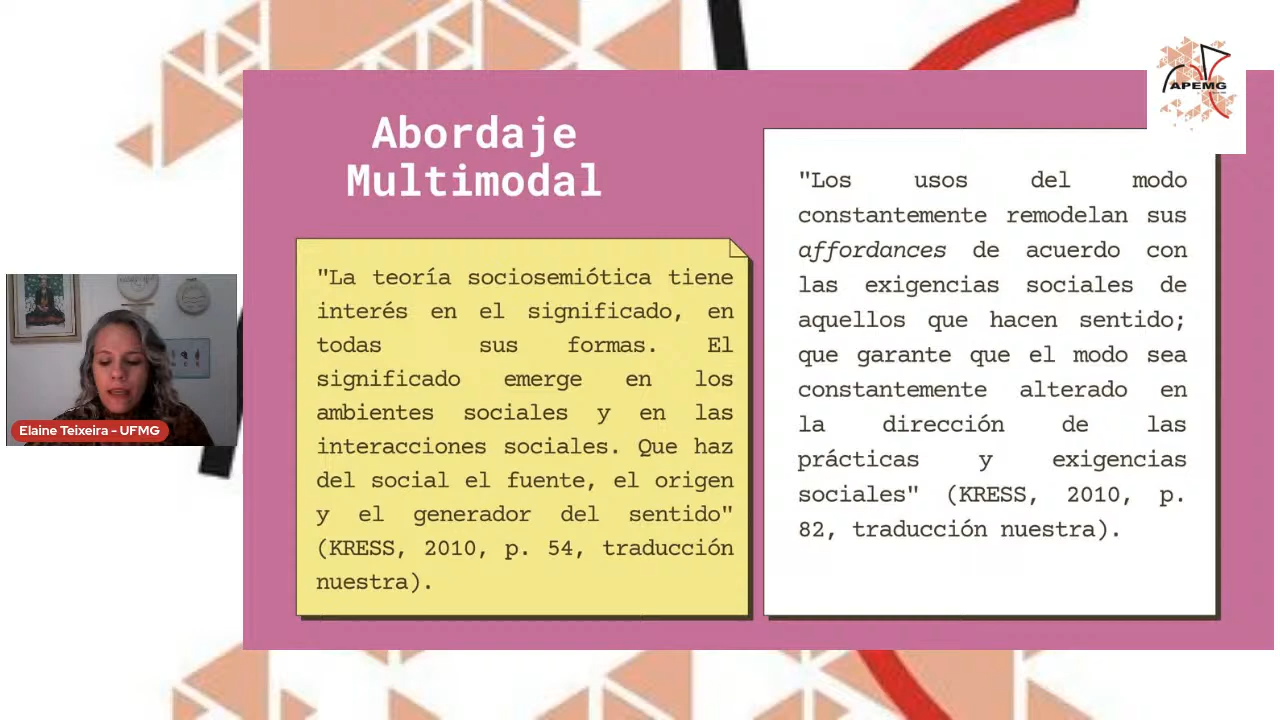 Abordaje
Multimodal
"La teoría sociosemiótica tiene
interés en el significado, en
todas sus formas. El
significado emerge en los
ambientes sociales y en las
interacciones sociales. Que haz
del social el fuente, el origen
y el generador del sentido"
(KRESS, 2010, p. 54, traducción
nuestra).
"Los usos del modo
constantemente remodelan sus
affordances de acuerdo con
las exigencias sociales de
aquellos que hacen sentido;
que garante que el modo sea
constantemente alterado en
la dirección de las
prácticas y exigencias
sociales" (KRESS, 2010, p.
82, traducción nuestra).
APEMG
Elaine Teixeira - UFMG